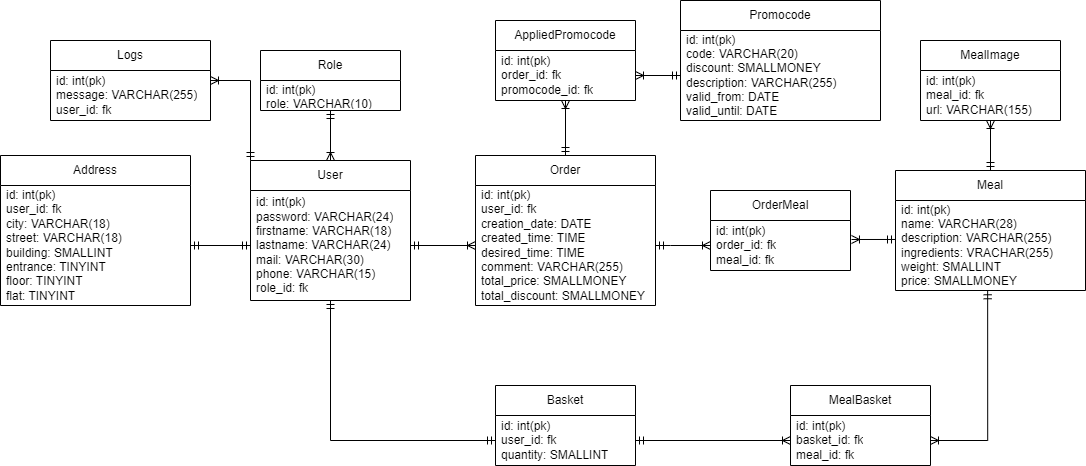 Logs
id: int(pk)
message: VARCHAR(255)
user_id: fk
Role
id: int(pk)
role: VARCHAR(10)
AppliedPromocode
id: int(pk)
order_id: fk
promocode_id: fk
Promocode
id: int(pk)
code: VARCHAR(20)
discount: SMALLMONEY
description: VARCHAR(255)
valid_from: DATE
valid_until: DATE
MealImage
id: int(pk)
meal_id: fk
url: VARCHAR(155)
Address
id: int(pk)
user_id: fk
city: VARCHAR(18)
street: VARCHAR(18)
building: SMALLINT
entrance: TINYINT
floor: TINYINT
flat: TINYINT
User
id: int(pk)
password: VARCHAR(24)
firstname: VARCHAR(18)
lastname: VARCHAR(24)
mail: VARCHAR(30)
phone: VARCHAR(15)
role_id: fk
Order
id: int(pk)
user_id: fk
creation_date: DATE
created_time: TIME
desired_time: TIME
comment: VARCHAR(255)
total_price: SMALLMONEY
total_discount: SMALLMONEY
OrderMeal
id: int(pk)
order_id: fk
meal_id: fk
Meal
id: int(pk)
name: VARCHAR(28)
description: VARCHAR(255)
ingredients: VRACHAR(255)
weight: SMALLINT
price: SMALLMONEY
Basket
id: int(pk)
user_id: fk
quantity: SMALLINT
MealBasket
id: int(pk)
basket_id: fk
meal_id: fk